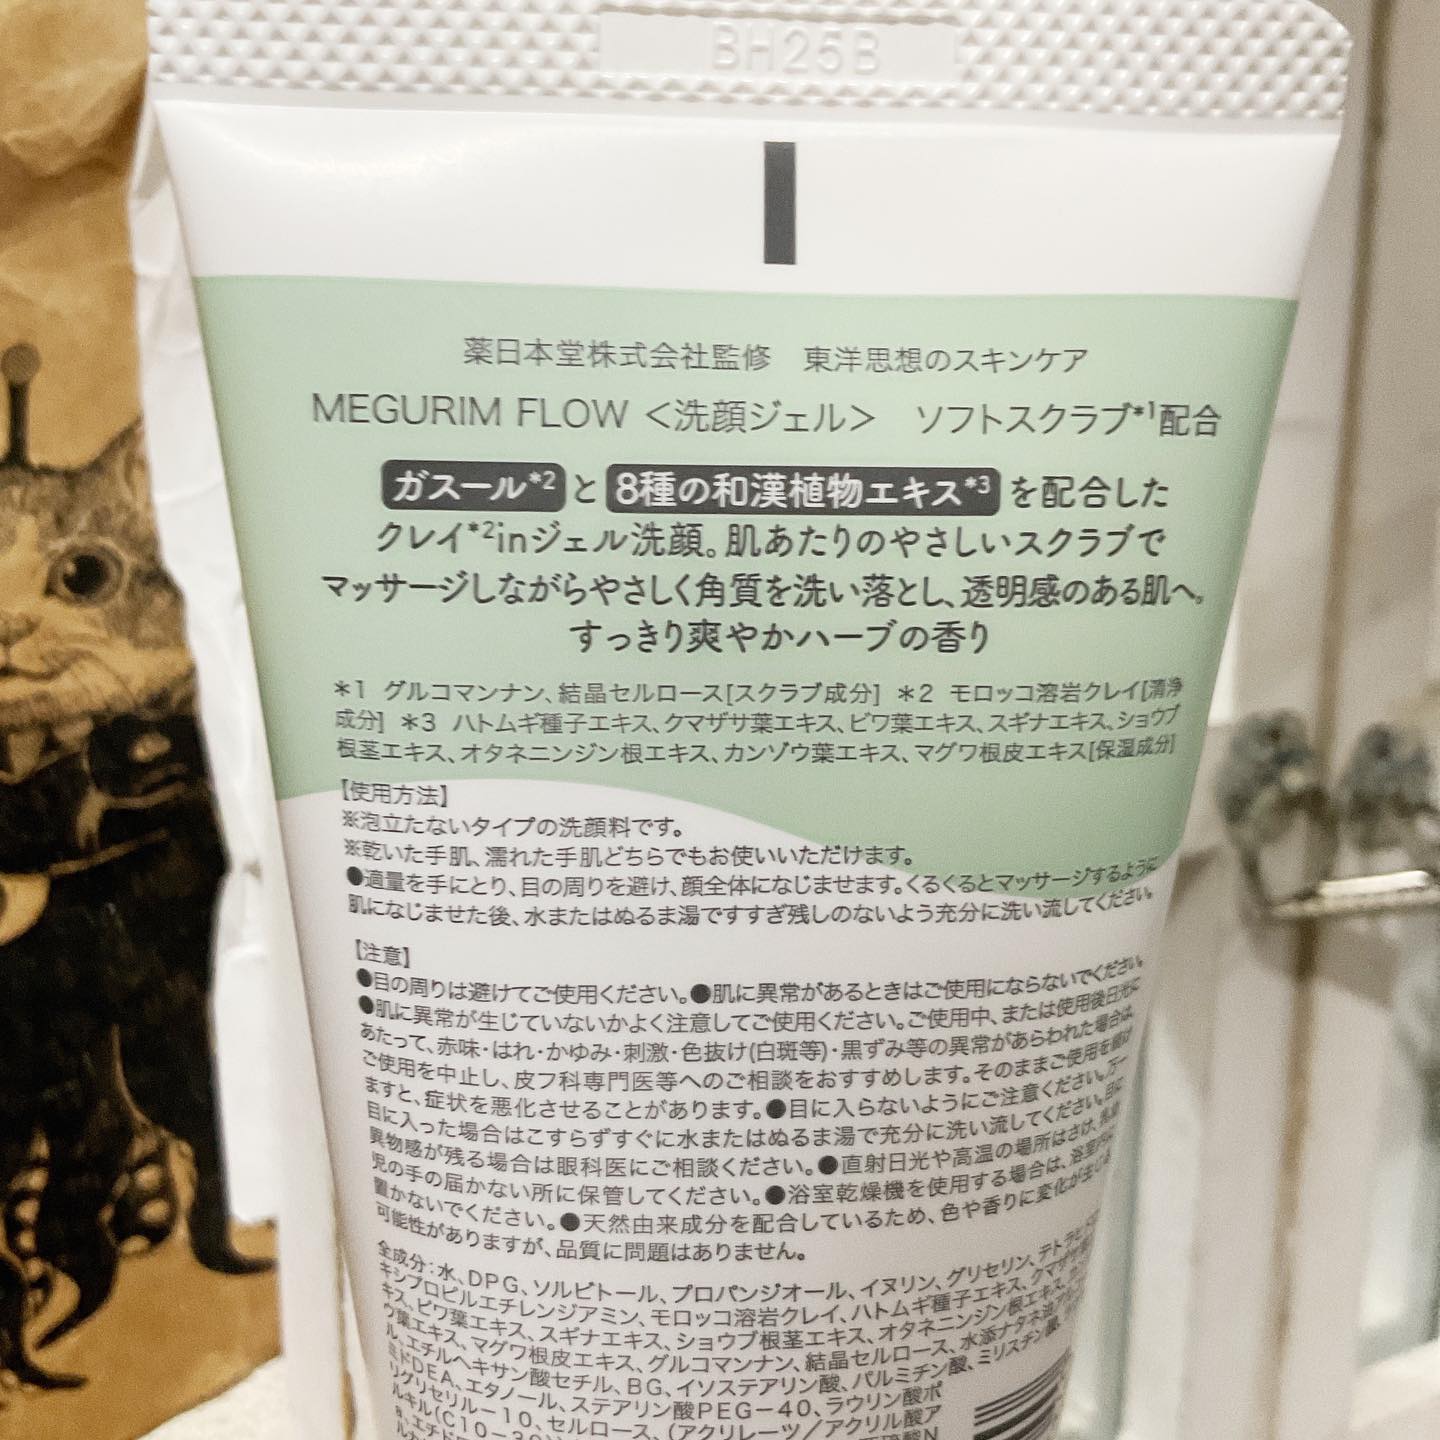 BH25B
薬日本堂株式会社監修 東洋思想のスキンケア
MEGURIM FLOW <洗顔ジェル> ソフトスクラブ*1配合
ガスール*2と8種の和漢植物エキス*3を配合した
クレイ*2inジェル洗顔。肌あたりのやさしいスクラブで
マッサージしながらやさしく角質を洗い落とし、透明感のある肌へ。
すっきり爽やかハーブの香り
*1 グルコマンナン、結晶セルロース[スクラブ成分] *2 モロッコ溶岩クレイ[清浄
成分] *3 ハトムギ種子エキス、クマザサ葉エキス、ビワ葉エキス、スギナエキス、ショウブ
根茎エキス、オタネニンジン根エキス、カンゾウ葉エキス、マグワ根皮エキス[保湿成分]
【使用方法】
※泡立たないタイプの洗顔料です。
※乾いた手肌、濡れた手肌どちらでもお使いいただけます。
●適量を手にとり、目の周りを避け、顔全体になじませます。くるくるとマッサージするように
肌になじませた後、水またはぬるま湯ですすぎ残しのないよう充分に洗い流してください。
【注意】
●目の周りは避けてご使用ください。●肌に異常があるときはご使用にならないでください。
●肌に異常が生じていないかよく注意してご使用ください。ご使用中、または使用後日光に
あたって、赤味・はれ・かゆみ・刺激・色抜け(白斑等)・黒ずみ等の異常があらわれた場合は、
ご使用を中止し、皮フ科専門医等へのご相談をおすすめします。そのままご使用を続け
ますと、症状を悪化させることがあります。●目に入らないようにご注意ください。万一
目に入った場合はこすらずすぐに水またはぬるま湯で充分に洗い流してください。目に
異物感が残る場合は眼科医にご相談ください。●直射日光や高温の場所はさけ、乳幼
児の手の届かない所に保管してください。●浴室乾燥機を使用する場合は、浴室内に
置かないでください。●天然由来成分を配合しているため、色や香りに変化が生じる
可能性がありますが、品質に問題はありません。
全成分:水、DPG、ソルビトール、プロパンジオール、イヌリン、グリセリン、テトラヒドロ
キシプロピルエチレンジアミン、モロッコ溶岩クレイ、ハトムギ種子エキス、クマザサ葉
キス、ビワ葉エキス、スギナエキス、ショウブ根茎エキス、オタネニンジン根エキス、
ウ葉エキス、マグワ根皮エキス、グルコマンナン、結晶セルロース、水添ナタネ油
ル、エチルヘキサン酸セチル、BG、イソステアリン酸、パルミチン酸、ミリスチン酸、
ミドDEA、エタノール、ステアリン酸PEG-40、ラウリン酸ポ
リグリセリル-10、セルロース、(アクリレーツ/アクリル酸ア
ルキル(C10-30))